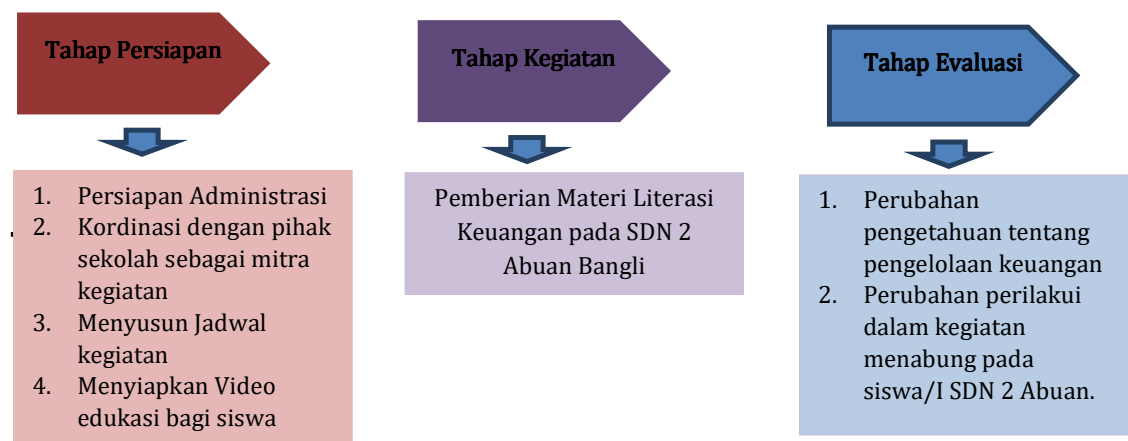 Tahap Persiapan
1. Persiapan Administrasi
2. Kordinasi dengan pihak
sekolah sebagai mitra
kegiatan
3. Menyusun Jadwal
kegiatan
4. Menyiapkan Video
edukasi bagi siswa
Tahap Kegiatan
Pemberian Materi Literasi
Keuangan pada SDN 2
Abuan Bangli
Tahap Evaluasi
1. Perubahan
pengetahuan tentang
pengelolaan keuangan
2. Perubahan perilakui
dalam kegiatan
menabung pada
siswa/I SDN 2 Abuan.